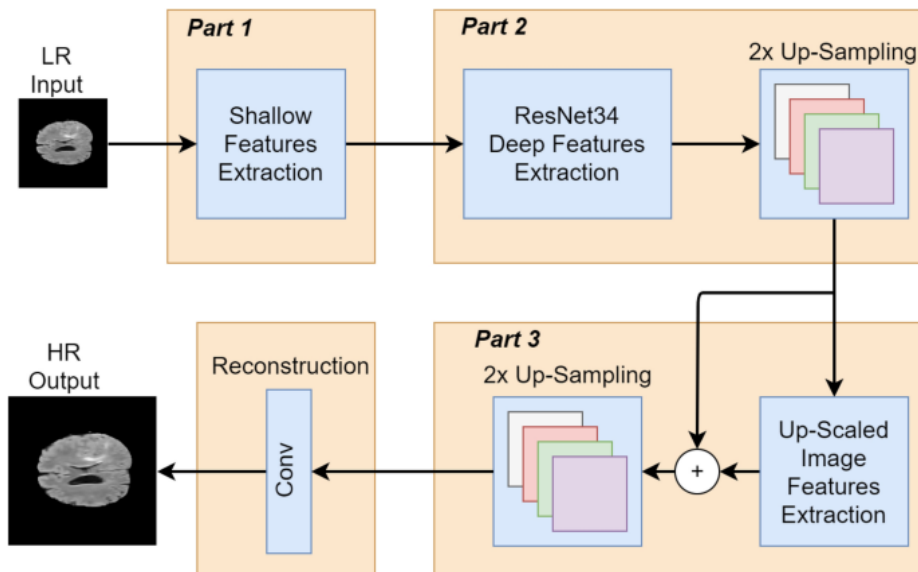 LR
Input
Part 1
Shallow
Features
Extraction
Part 2
ResNet34
Deep Features
Extraction
2x Up-Sampling
HR
Output
Reconstruction
Conv
Part 3
2x Up-Sampling
+
Up-Scaled
Image
Features
Extraction